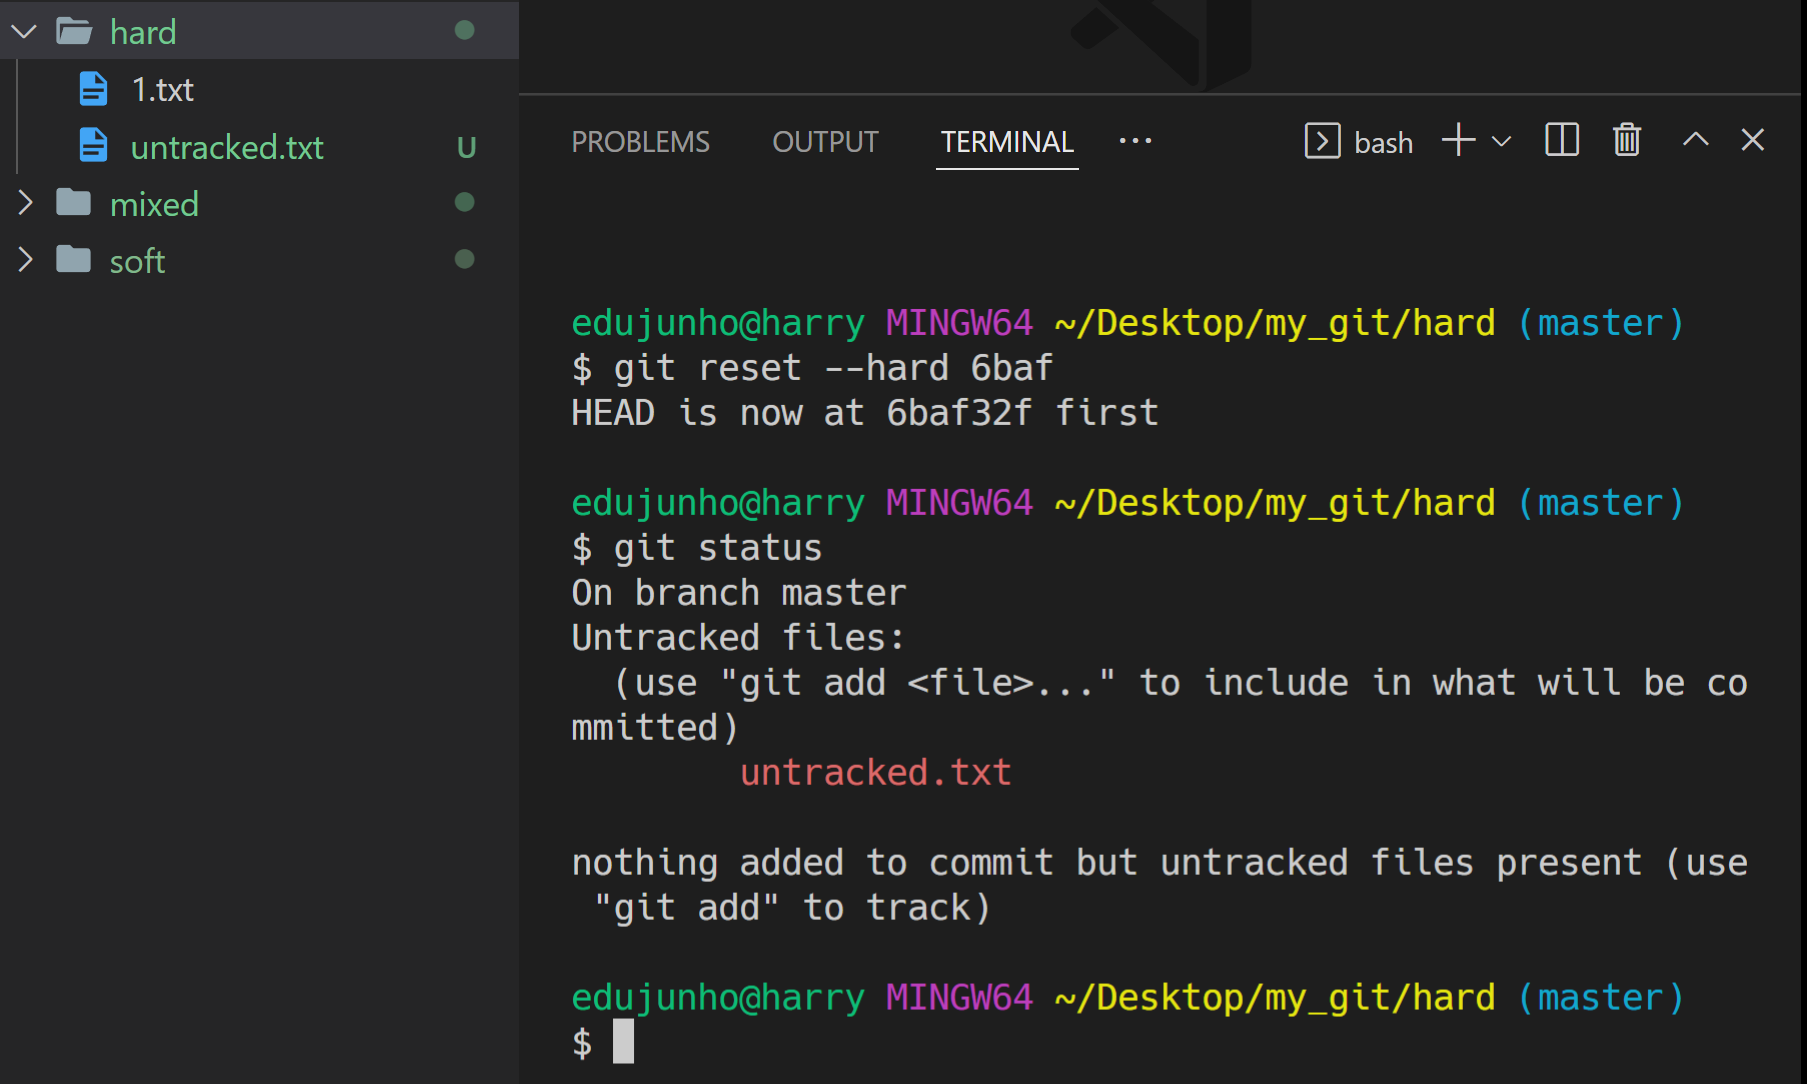 hard
1.txt
untracked.txt U
mixed
soft
PROBLEMS OUTPUT TERMINAL ··· bash
edujunho@harry MINGW64 ~/Desktop/my_git/hard (master)
$ git reset --hard 6baf
HEAD is now at 6baf32f first
edujunho@harry MINGW64 ~/Desktop/my_git/hard (master)
$ git status
On branch master
Untracked files:
  (use "git add <file>..." to include in what will be co
mmitted)
        untracked.txt
nothing added to commit but untracked files present (use
 "git add" to track)
edujunho@harry MINGW64 ~/Desktop/my_git/hard (master)
$